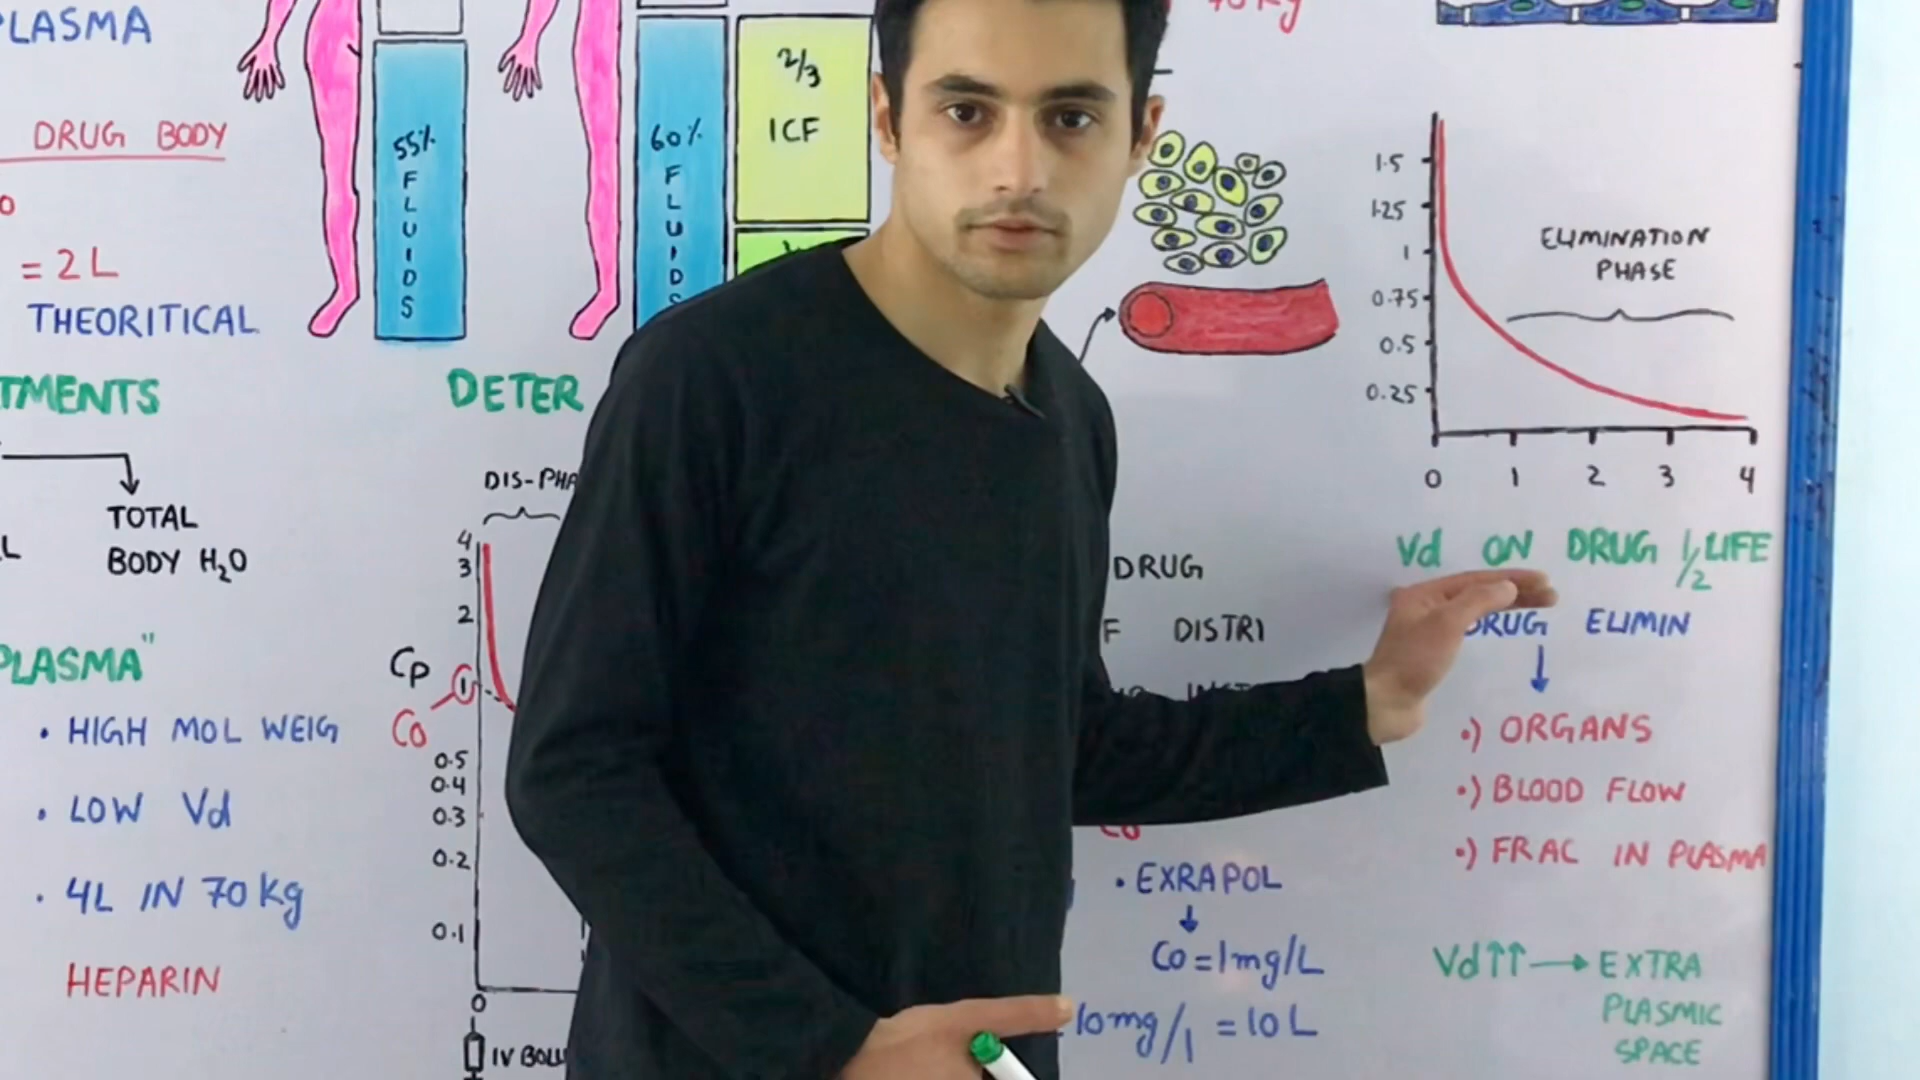 PLASMA
DRUG BODY
= 2L
THEORITICAL
TMENTS
TOTAL
BODY H2O
PLASMA"
• HIGH MOL WEIG
• LOW Vd
• 4L IN 70 Kg
HEPARIN
55%
FLUIDS
60%
FLUIDS
2/3
ICF
70 Kg
DETER
DIS-PHA
4
3
2
Cp
1
Co
0.5
0.4
0.3
0.2
0.1
0
IV BOLU
DRUG
F DISTRI
Co
• EXRAPOL
Co = 1mg/L
10mg/1 = 10L
1.5
1.25
1
0.75
0.5
0.25
ELIMINATION
PHASE
0 1 2 3 4
Vd ON DRUG 1/2 LIFE
DRUG ELIMIN
•) ORGANS
•) BLOOD FLOW
•) FRAC IN PLASMA
Vd↑↑→ EXTRA
PLASMIC
SPACE